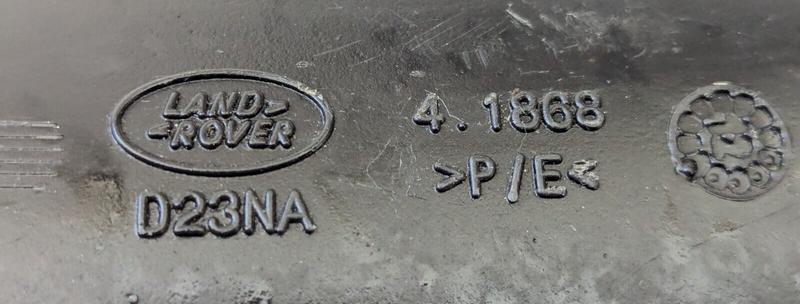 LAND
ROVER
D23NA
4.1868
>P/E<